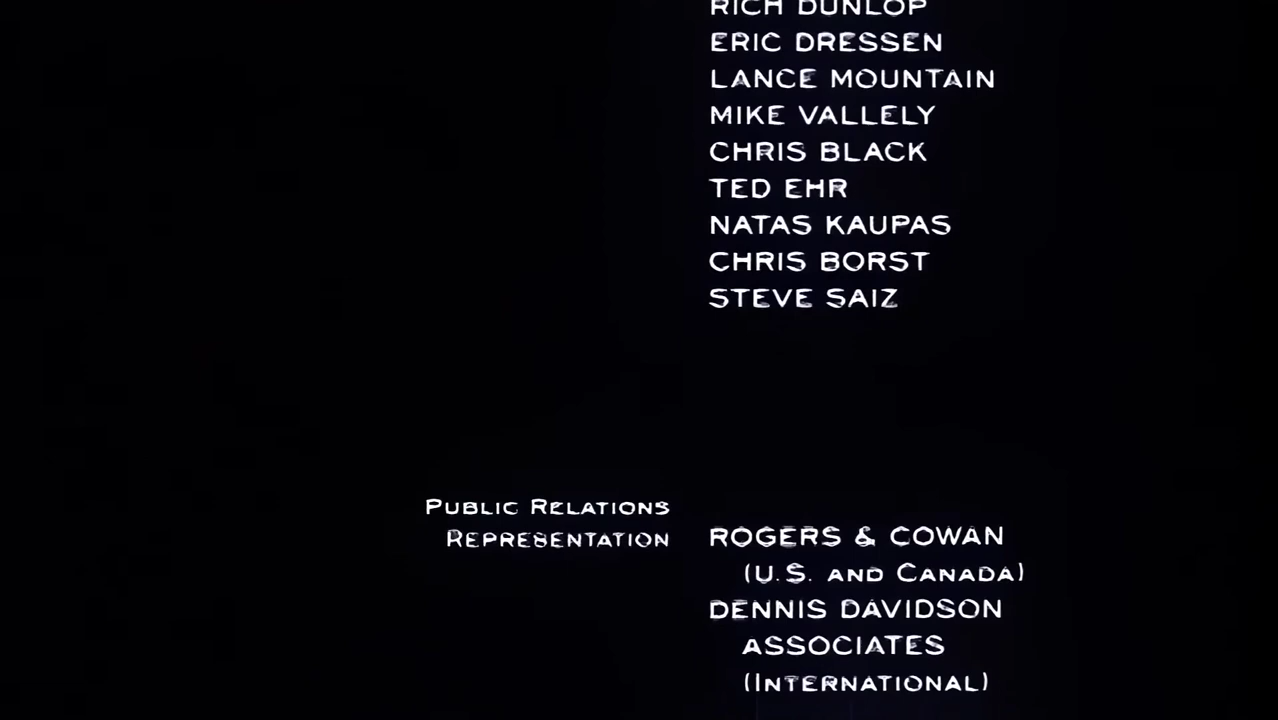 RICH DUNLOP
ERIC DRESSEN
LANCE MOUNTAIN
MIKE VALLELY
CHRIS BLACK
TED EHR
NATAS KAUPAS
CHRIS BORST
STEVE SAIZ
PUBLIC RELATIONS
REPRESENTATION
ROGERS & COWAN
(U.S. AND CANADA)
DENNIS DAVIDSON
ASSOCIATES
(INTERNATIONAL)